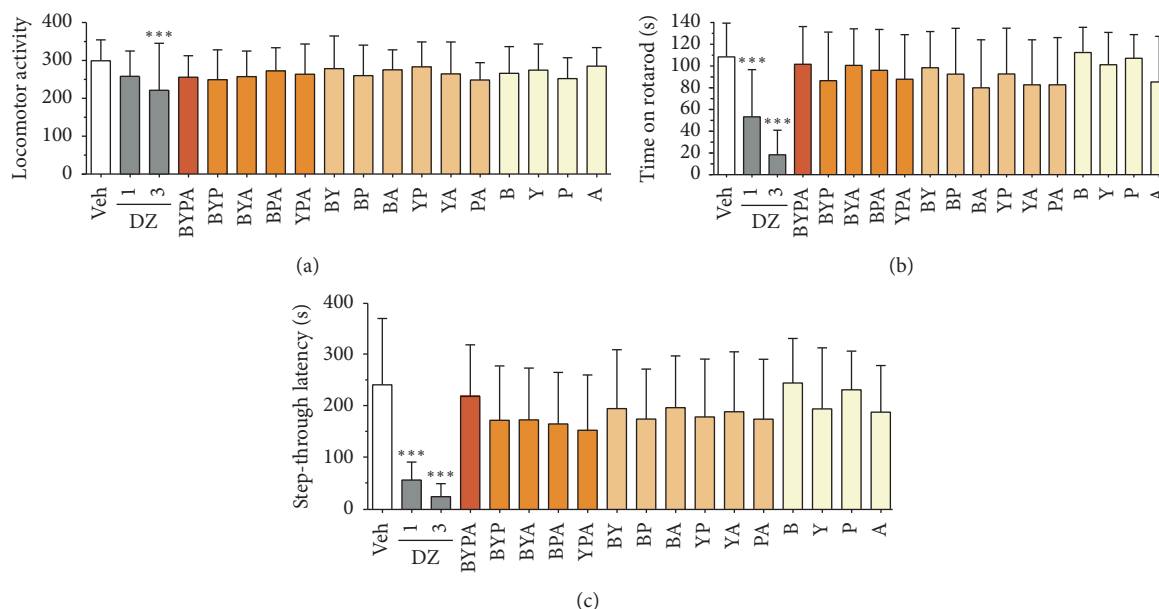 Locomotor activity
400
300
200
100
0
***
Veh
1
3
DZ
BYPA
BYP
BYA
BPA
YPA
BY
BP
BA
YP
YA
PA
B
Y
P
A
(a)
Time on rotarod (s)
140
120
100
80
60
40
20
0
***
***
Veh
1
3
DZ
BYPA
BYP
BYA
BPA
YPA
BY
BP
BA
YP
YA
PA
B
Y
P
A
(b)
Step-through latency (s)
400
300
200
100
0
***
***
Veh
1
3
DZ
BYPA
BYP
BYA
BPA
YPA
BY
BP
BA
YP
YA
PA
B
Y
P
A
(c)